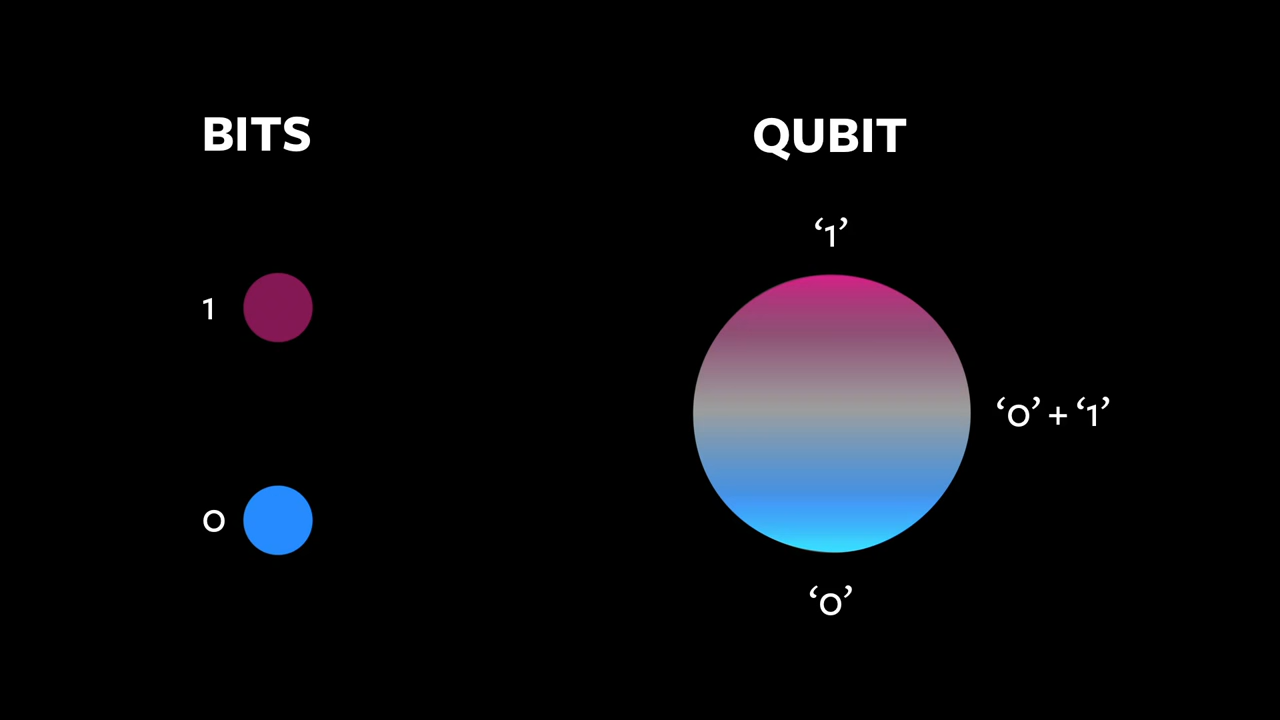 BITS
1
0
QUBIT
‘1’
‘0’ + ‘1’
‘0’